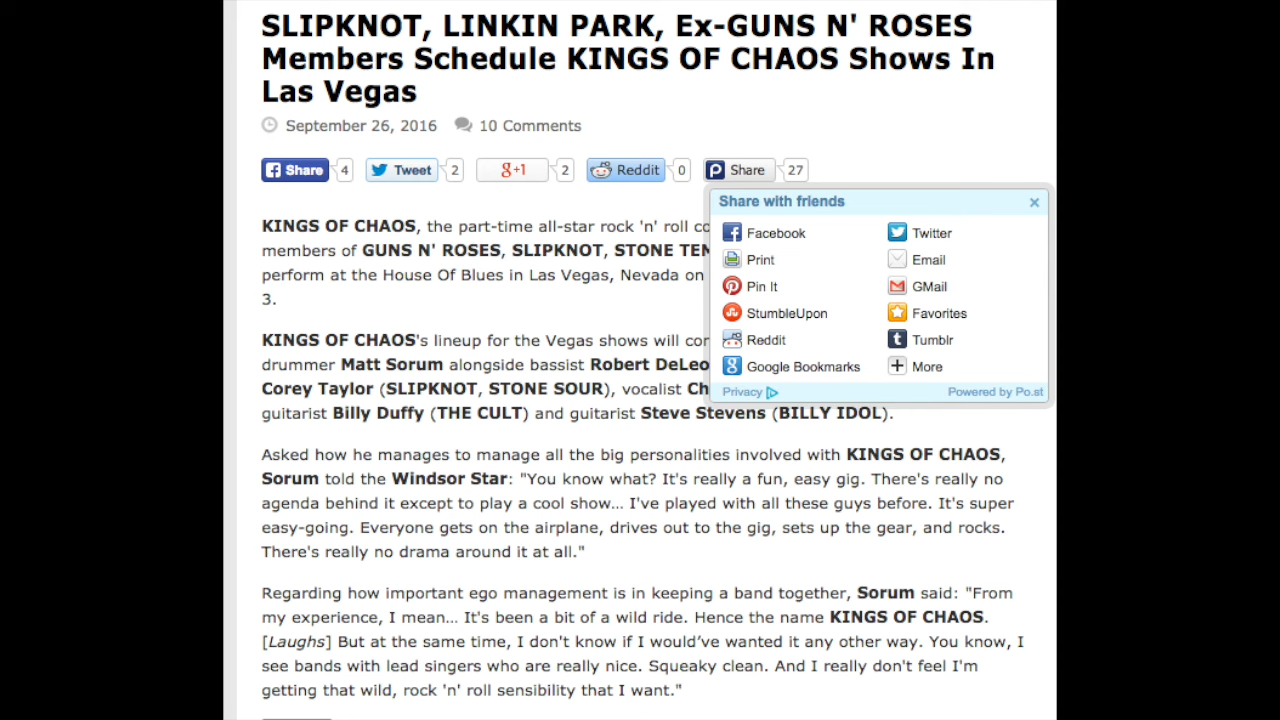 SLIPKNOT, LINKIN PARK, Ex-GUNS N' ROSES
Members Schedule KINGS OF CHAOS Shows In
Las Vegas
September 26, 2016 10 Comments
Share 4 Tweet 2 g+1 2 Reddit 0 Share 27
Share with friends
Facebook Twitter
Print Email
Pin It GMail
StumbleUpon Favorites
Reddit Tumblr
Google Bookmarks More
Privacy Powered by Po.st
KINGS OF CHAOS, the part-time all-star rock 'n' roll
members of GUNS N' ROSES, SLIPKNOT, STONE
perform at the House Of Blues in Las Vegas, Nevada on
3.
KINGS OF CHAOS's lineup for the Vegas shows will
drummer Matt Sorum alongside bassist Robert DeLeo
Corey Taylor (SLIPKNOT, STONE SOUR), vocalist
guitarist Billy Duffy (THE CULT) and guitarist Steve Stevens (BILLY IDOL).
Asked how he manages to manage all the big personalities involved with KINGS OF CHAOS,
Sorum told the Windsor Star: "You know what? It's really a fun, easy gig. There's really no
agenda behind it except to play a cool show... I've played with all these guys before. It's super
easy-going. Everyone gets on the airplane, drives out to the gig, sets up the gear, and rocks.
There's really no drama around it at all."
Regarding how important ego management is in keeping a band together, Sorum said: "From
my experience, I mean... It's been a bit of a wild ride. Hence the name KINGS OF CHAOS.
[Laughs] But at the same time, I don't know if I would’ve wanted it any other way. You know, I
see bands with lead singers who are really nice. Squeaky clean. And I really don't feel I'm
getting that wild, rock 'n' roll sensibility that I want."